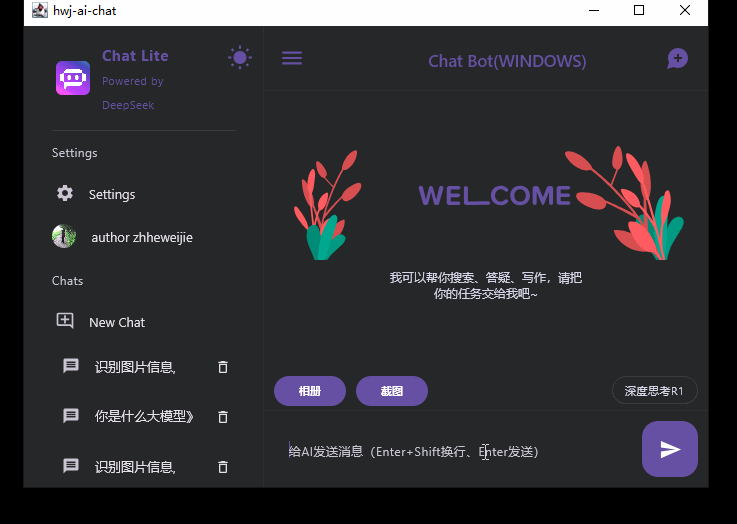 hwj-ai-chat
Chat Lite
Powered by
DeepSeek
Settings
Settings
author zhheweijie
Chats
New Chat
识别图片信息,
你是什么大模型》
识别图片信息,
Chat Bot(WINDOWS)
WEL_COME
我可以帮你搜索、答疑、写作，请把
你的任务交给我吧~
相册
截图
深度思考R1
给AI发送消息（Enter+Shift换行、Enter发送）